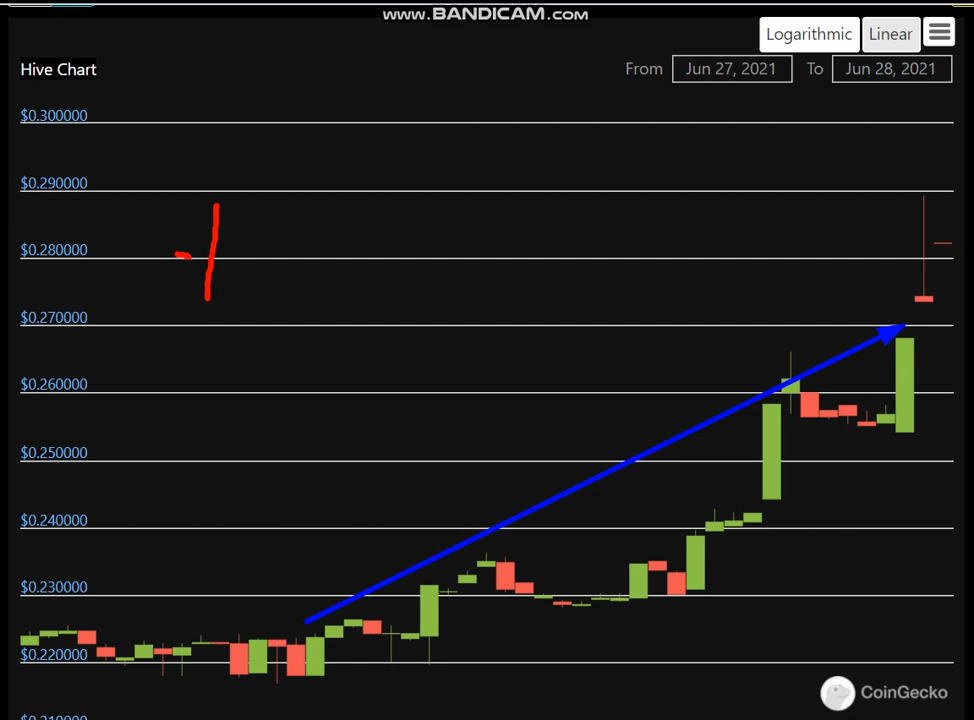 www.BANDICAM.com
Logarithmic Linear
Hive Chart From Jun 27, 2021 To Jun 28, 2021
$0.300000
$0.290000
$0.280000
$0.270000
$0.260000
$0.250000
$0.240000
$0.230000
$0.220000
CoinGecko